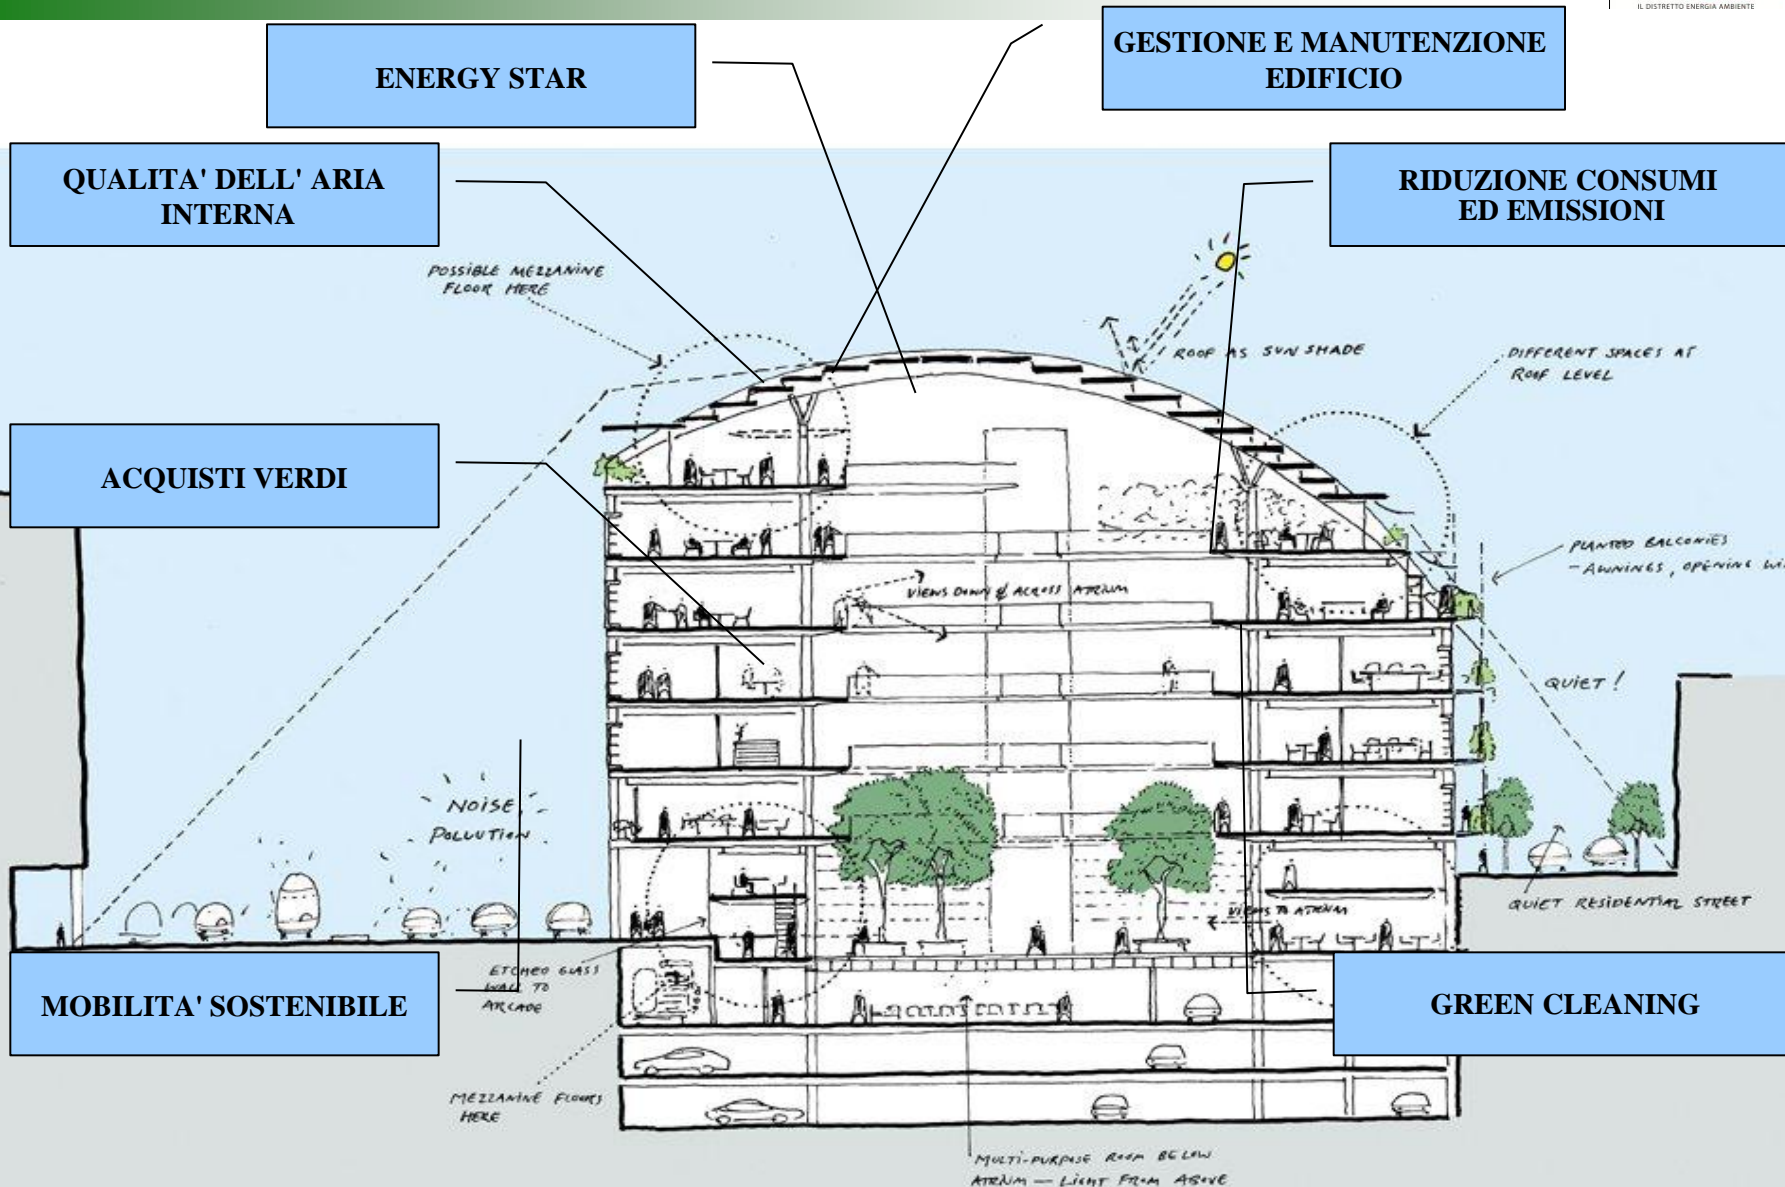 IL DISTRETTO ENERGIA AMBIENTE
ENERGY STAR
GESTIONE E MANUTENZIONE
EDIFICIO
QUALITA' DELL' ARIA
INTERNA
RIDUZIONE CONSUMI
ED EMISSIONI
POSSIBLE MEZZANINE
FLOOR HERE
ROOF AS SUN SHADE
DIFFERENT SPACES AT
ROOF LEVEL
ACQUISTI VERDI
PLANTED BALCONIES
- AWNINGS, OPENING
VIEWS DOWN & ACROSS ATRIUM
QUIET!
NOISE,
POLLUTION
VIEWS TO ATRIUM
QUIET RESIDENTIAL STREET
ETCHED GLASS
WALL TO
ARCADE
MOBILITA' SOSTENIBILE
GREEN CLEANING
MEZZANINE FLOORS
HERE
MULTI-PURPOSE ROOM BELOW
ATRIUM — LIGHT FROM ABOVE